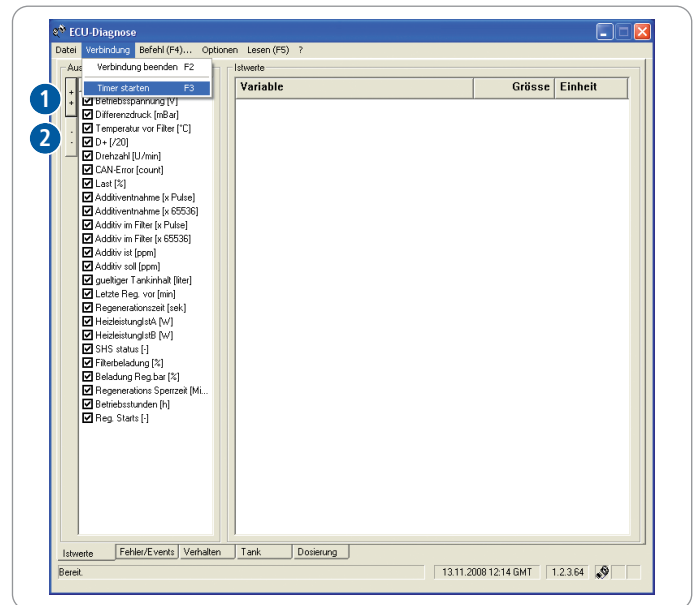 ECU-Diagnose
Datei Verbindung Befehl (F4)... Optionen Lesen (F5) ?
Verbindung beenden F2
Timer starten F3
Aus
Istwerte
1
2
+
+
-
-
Variable Grösse Einheit
Betriebsspannung [V]
Differenzdruck [mBar]
Temperatur vor Filter [°C]
D+ [/20]
Drehzahl [U/min]
CAN-Error [count]
Last [%]
Additiventnahme [x Pulse]
Additiventnahme [x 65536]
Additiv im Filter [x Pulse]
Additiv im Filter [x 65536]
Additiv ist [ppm]
Additiv soll [ppm]
gueltiger Tankinhalt [liter]
Letzte Reg. vor [min]
Regenerationszeit [sek]
HeizleistungIstA [W]
HeizleistungIstB [W]
SHS status [-]
Filterbeladung [%]
Beladung Reg.bar [%]
Regenerations Sperrzeit [Mi...
Betriebsstunden [h]
Reg. Starts [-]
Istwerte Fehler/Events Verhalten Tank Dosierung
Bereit. 13.11.2008 12:14 GMT 1.2.3.64